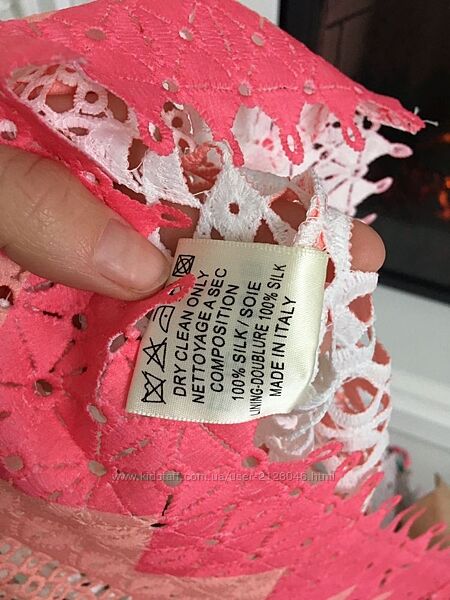 DRY CLEAN ONLY
NETTOYAGE A SEC
COMPOSITION
100% SILK / SOIE
LINING-DOUBLURE 100% SILK
MADE IN ITALY
www.kidstaff.com.ua/user-2128046.html